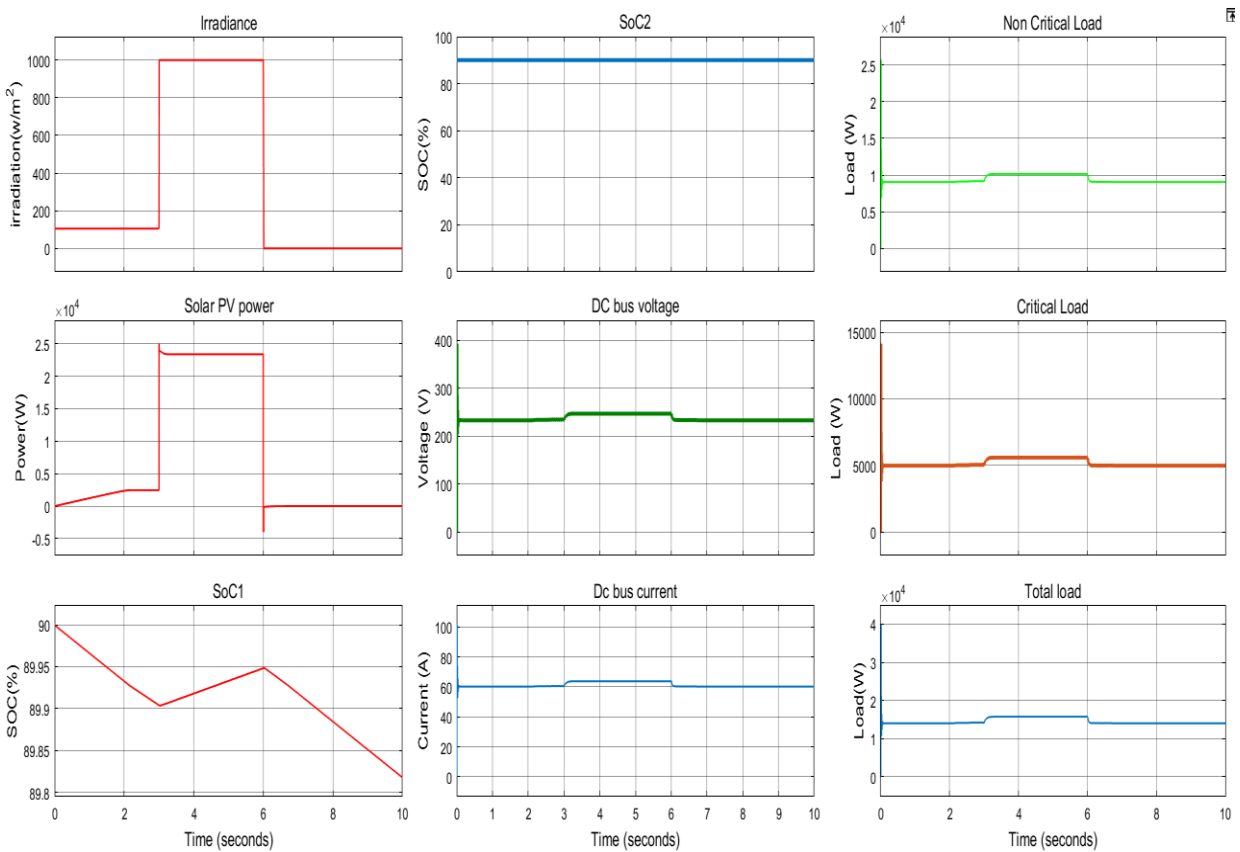 Irradiance
irradiation(w/m²)
1000
800
600
400
200
0
SoC2
SOC(%)
100
80
60
40
20
0
Non Critical Load
×10⁴
Load (W)
2.5
2
1.5
1
0.5
0
Solar PV power
×10⁴
Power(W)
2.5
2
1.5
1
0.5
0
-0.5
DC bus voltage
Voltage (V)
400
300
200
100
0
Critical Load
Load (W)
15000
10000
5000
0
SoC1
SOC(%)
90
89.95
89.9
89.85
89.8
0 2 4 6 8 10
Time (seconds)
Dc bus current
Current (A)
100
80
60
40
20
0
0 1 2 3 4 5 6 7 8 9 10
Time (seconds)
Total load
×10⁴
Load(W)
4
3
2
1
0
0 2 4 6 8 10
Time (seconds)